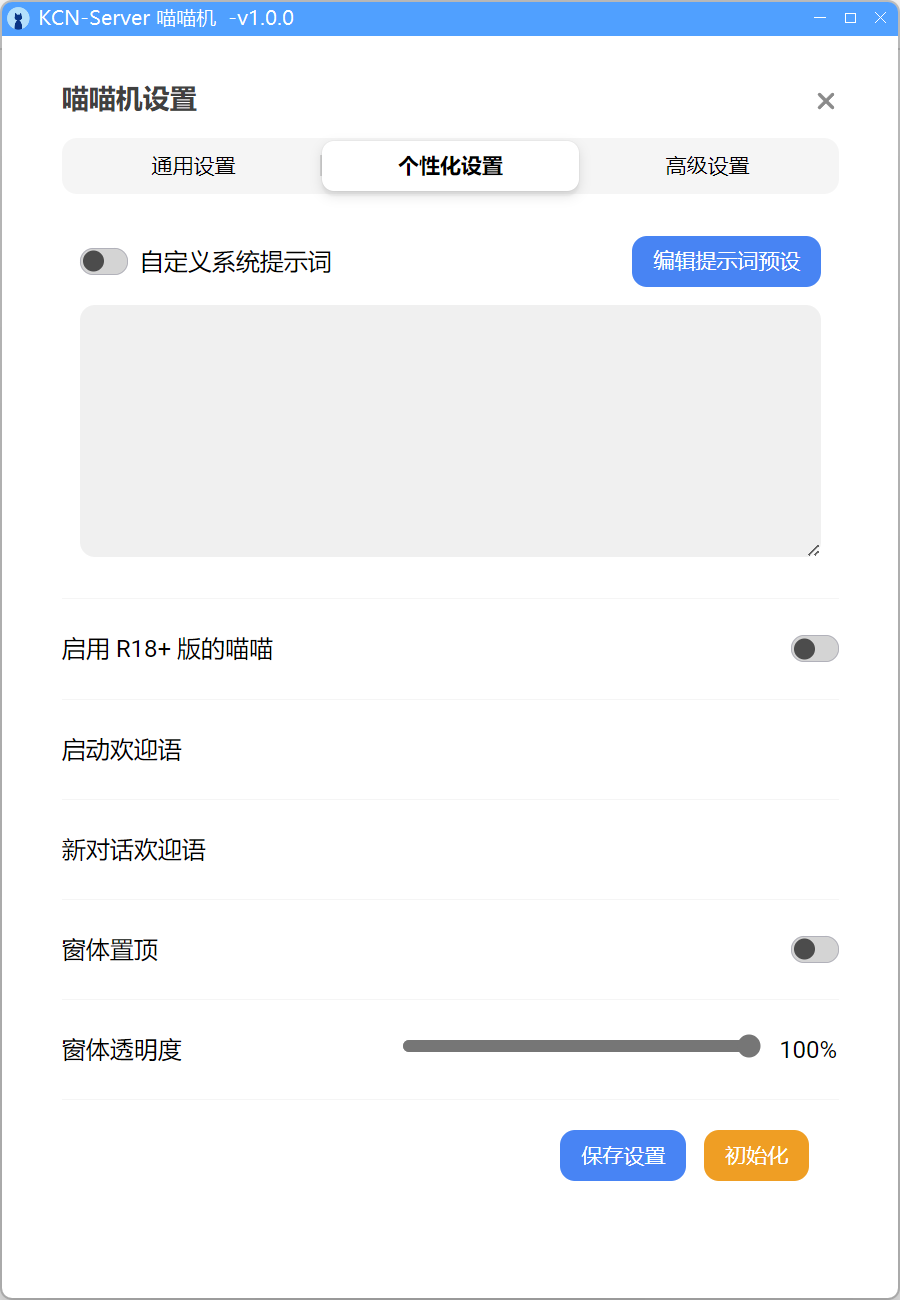 KCN-Server 喵喵机 -v1.0.0
喵喵机设置
通用设置 个性化设置 高级设置
自定义系统提示词 编辑提示词预设
启用 R18+ 版的喵喵
启动欢迎语
新对话欢迎语
窗体置顶
窗体透明度 100%
保存设置 初始化